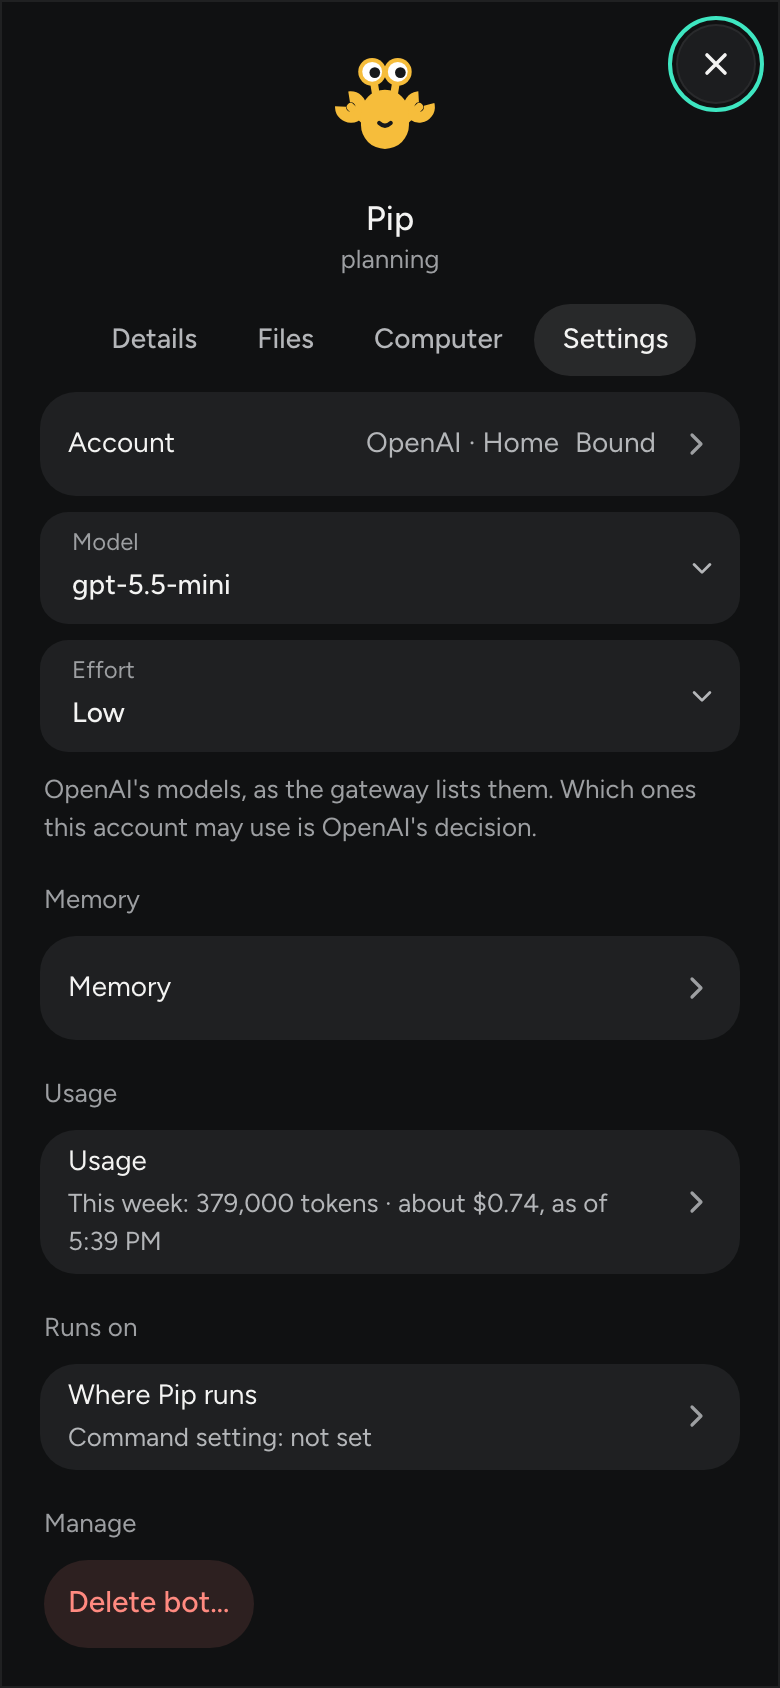 Pip
planning
Details Files Computer Settings
Account OpenAI · Home Bound
Model
gpt-5.5-mini
Effort
Low
OpenAI's models, as the gateway lists them. Which ones
this account may use is OpenAI's decision.
Memory
Memory
Usage
Usage
This week: 379,000 tokens · about $0.74, as of
5:39 PM
Runs on
Where Pip runs
Command setting: not set
Manage
Delete bot...